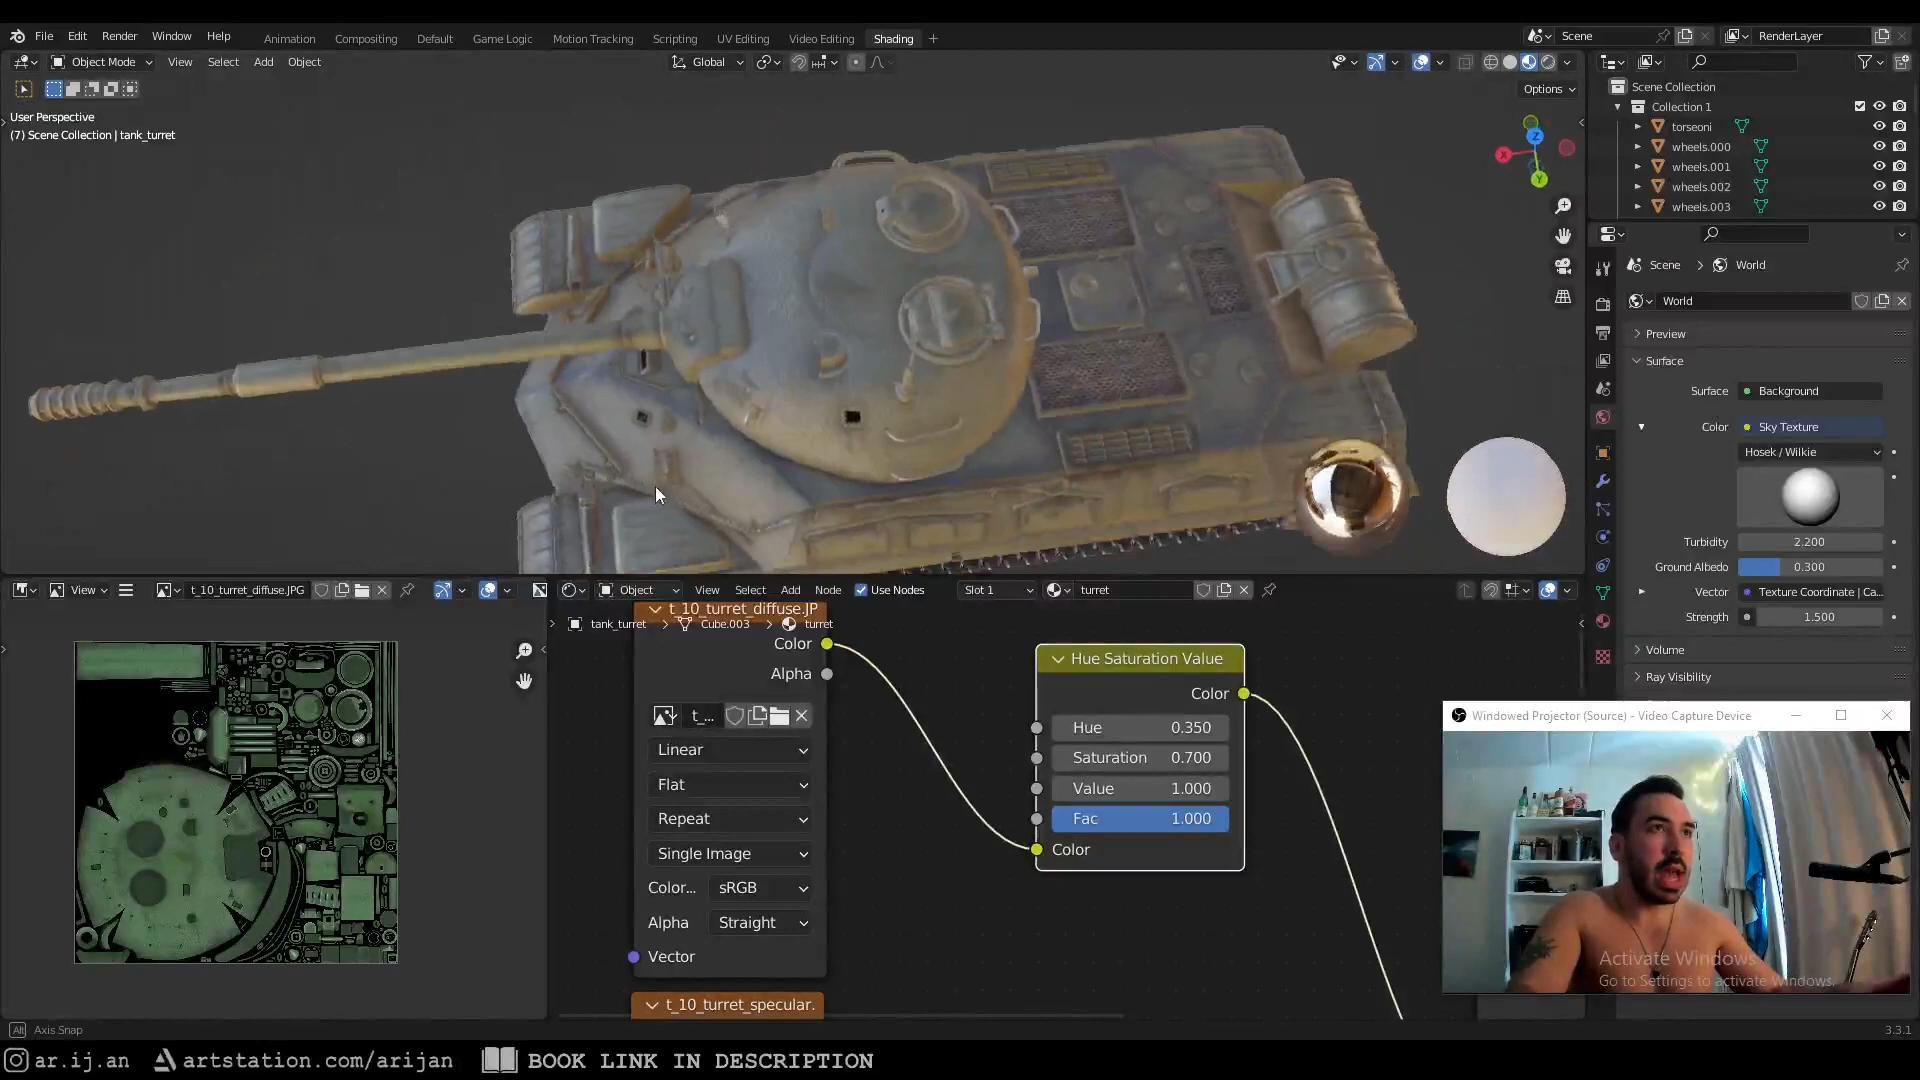 File Edit Render Window Help
Animation Compositing Default Game Logic Motion Tracking Scripting UV Editing Video Editing Shading
Scene
RenderLayer
Object Mode View Select Add Object
Global
Options
User Perspective
(7) Scene Collection | tank_turret
X
Y
Z
Scene Collection
Collection 1
torseoni
wheels.000
wheels.001
wheels.002
wheels.003
Scene > World
World
Preview
Surface
Surface Background
Color Sky Texture
Hosek / Wilkie
Turbidity 2.200
Ground Albedo 0.300
Vector Texture Coordinate | Ca...
Strength 1.500
Volume
Ray Visibility
View
t_10_turret_diffuse.JPG
Object View Select Add Node Use Nodes Slot 1 turret
t_10_turret_diffuse.JP
tank_turret > Cube.003 > turret
Color
Alpha
t_...
Linear
Flat
Repeat
Single Image
Color... sRGB
Alpha Straight
Vector
t_10_turret_specular.
Hue Saturation Value
Color
Hue 0.350
Saturation 0.700
Value 1.000
Fac 1.000
Color
Windowed Projector (Source) - Video Capture Device
Activate Windows
Go to Settings to activate Windows.
Alt Axis Snap
3.3.1
ar.ij.an artstation.com/arijan BOOK LINK IN DESCRIPTION